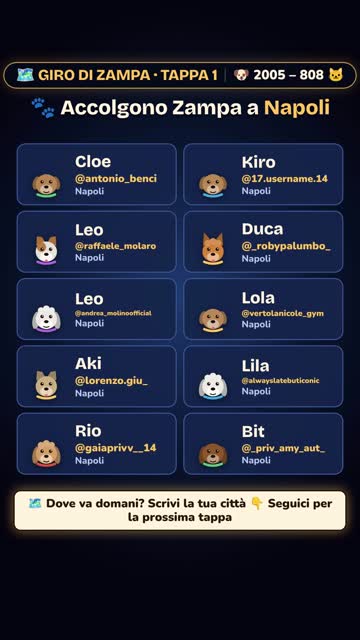 🗺️ GIRO DI ZAMPA · TAPPA 1 | 🐶 2005 – 808 🐱
🐾 Accolgono Zampa a Napoli
Cloe
@antonio_benci
Napoli
Kiro
@17.username.14
Napoli
Leo
@raffaele_molaro
Napoli
Duca
@_robypalumbo_
Napoli
Leo
@andrea_molinoofficial
Napoli
Lola
@vertolanicole_gym
Napoli
Aki
@lorenzo.giu_
Napoli
Lila
@alwayslatebuticonic
Napoli
Rio
@gaiaprivv__14
Napoli
Bit
@_priv_amy_aut_
Napoli
🗺️ Dove va domani? Scrivi la tua città 👇 Seguici per
la prossima tappa